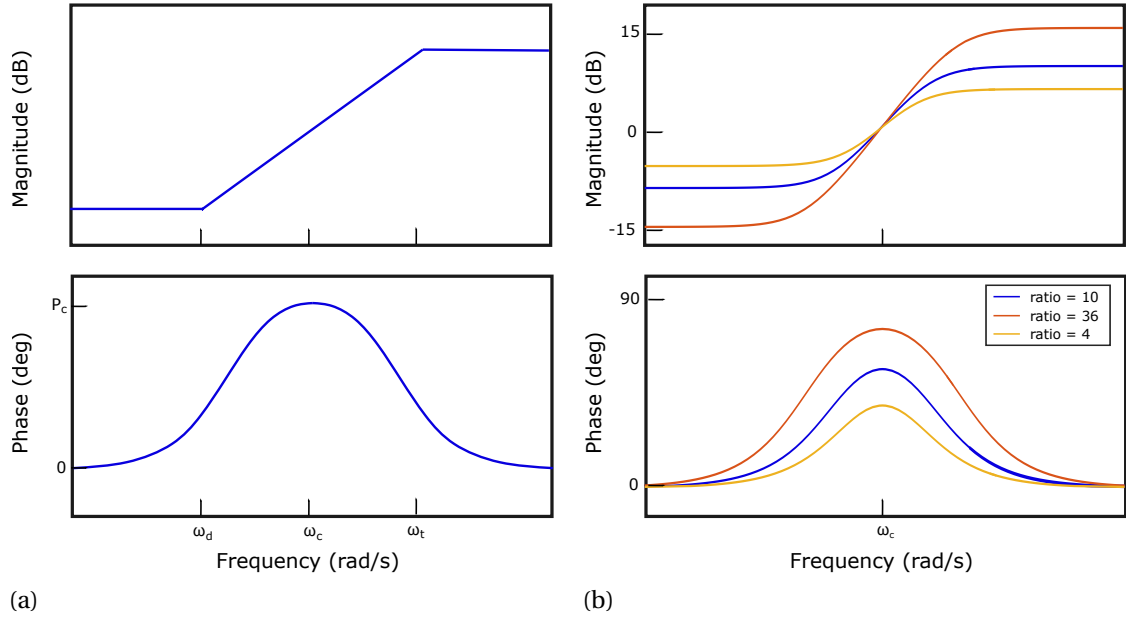 Magnitude (dB)
P_c
0
Phase (deg)
ω_d
ω_c
ω_t
Frequency (rad/s)
(a)
Magnitude (dB)
15
0
-15
Phase (deg)
90
0
ratio = 10
ratio = 36
ratio = 4
ω_c
Frequency (rad/s)
(b)